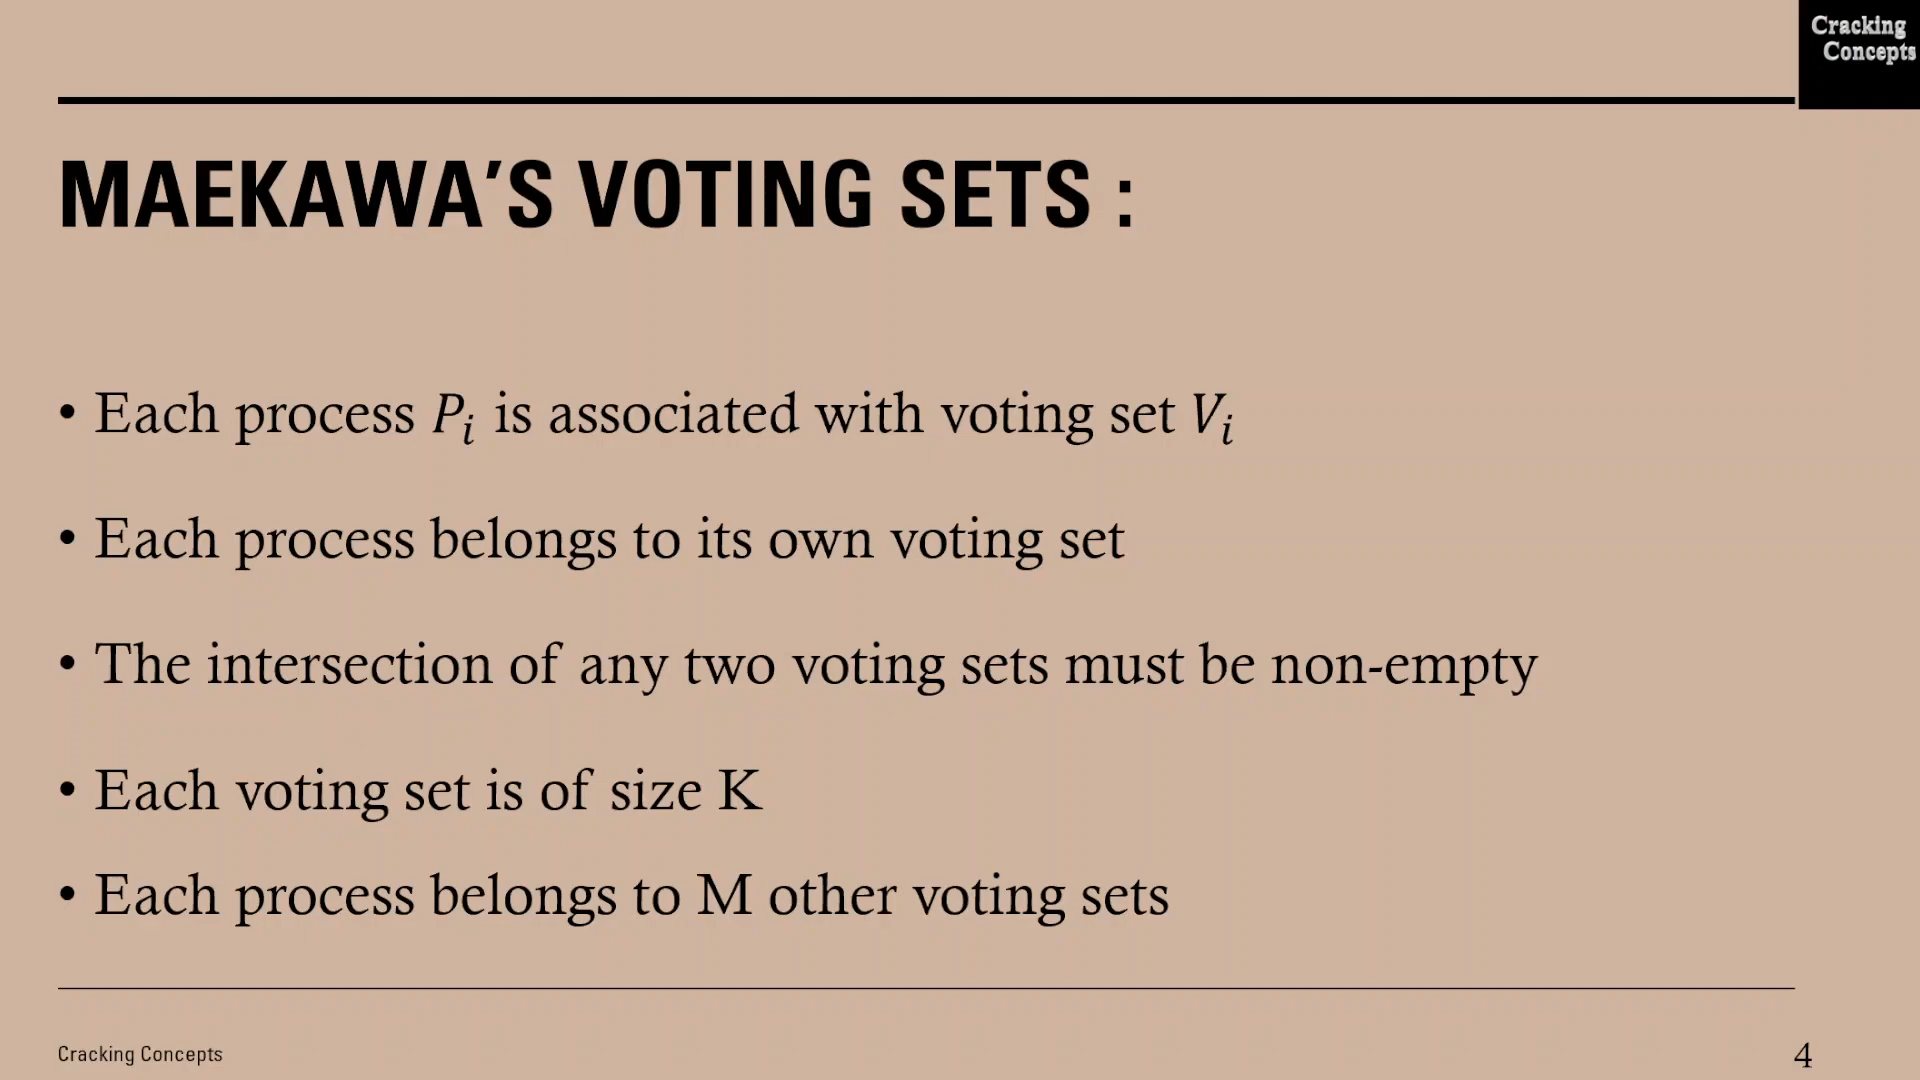 Cracking
Concepts
MAEKAWA’S VOTING SETS :
• Each process Pᵢ is associated with voting set Vᵢ
• Each process belongs to its own voting set
• The intersection of any two voting sets must be non-empty
• Each voting set is of size K
• Each process belongs to M other voting sets
Cracking Concepts
4